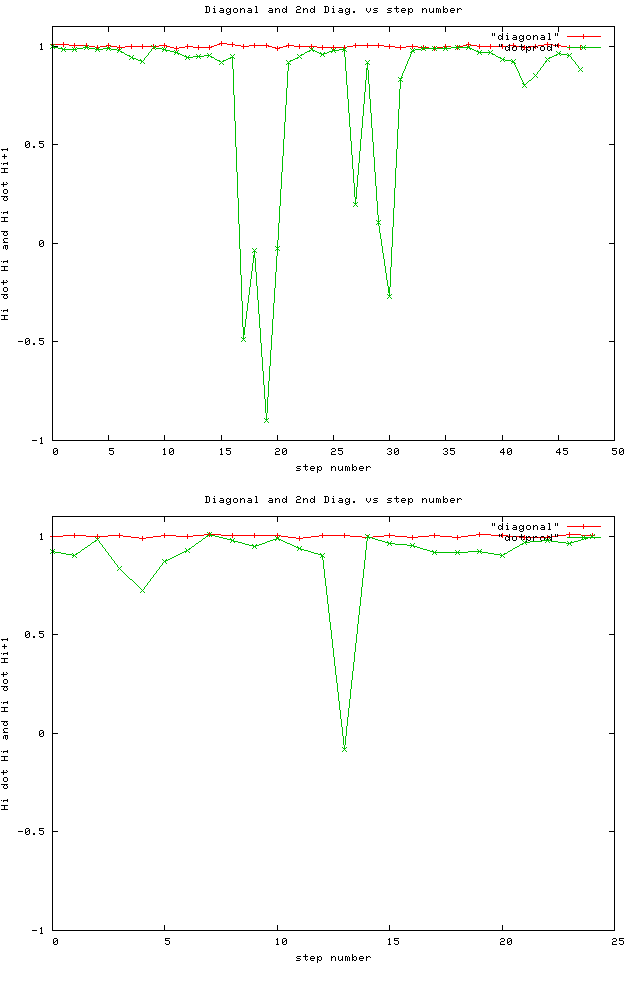 Diagonal and 2nd Diag. vs step number
"diagonal"
"dotprod"
1
0.5
0
-0.5
-1
Hi dot Hi and Hi dot Hi+1
0 5 10 15 20 25 30 35 40 45 50
step number
Diagonal and 2nd Diag. vs step number
"diagonal"
"dotprod"
1
0.5
0
-0.5
-1
Hi dot Hi and Hi dot Hi+1
0 5 10 15 20 25
step number